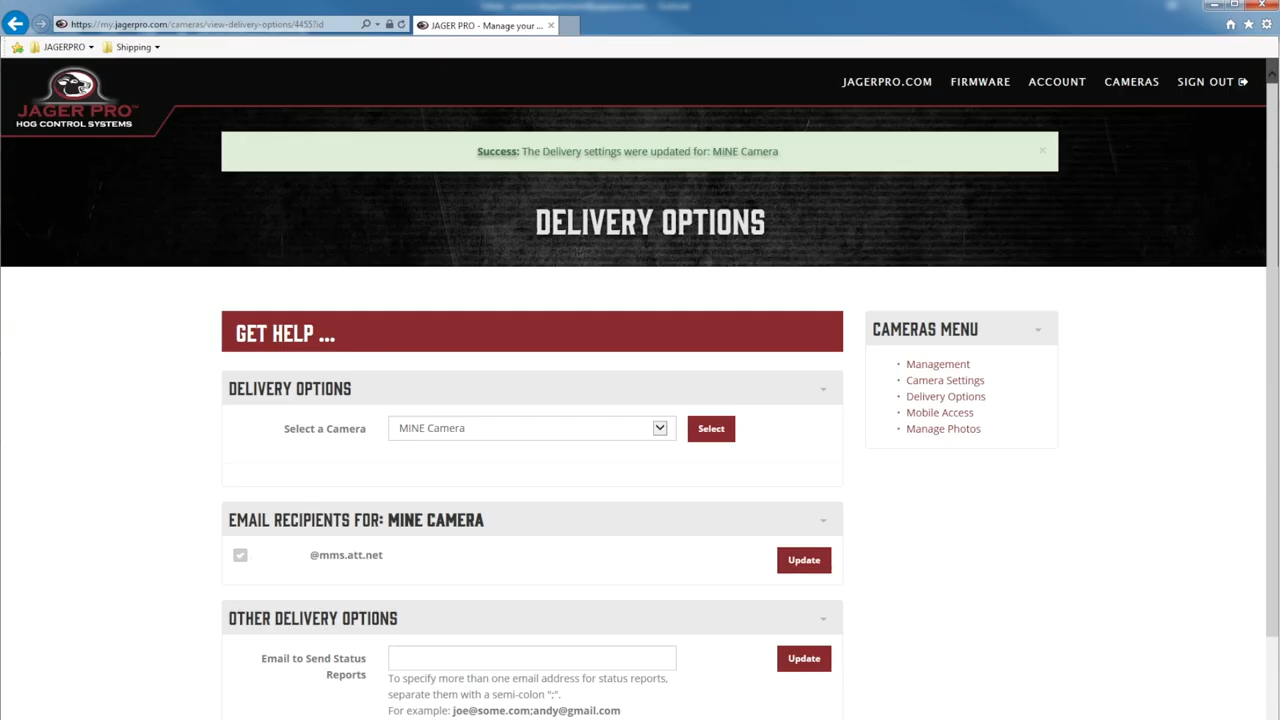 https://my.jagerpro.com/cameras/view-delivery-options/4455?id
JAGER PRO - Manage your ...
JAGERPRO
Shipping
JAGER PRO™
HOG CONTROL SYSTEMS
JAGERPRO.COM
FIRMWARE
ACCOUNT
CAMERAS
SIGN OUT
Success: The Delivery settings were updated for: MiNE Camera
×
DELIVERY OPTIONS
GET HELP ...
DELIVERY OPTIONS
Select a Camera
MiNE Camera
Select
EMAIL RECIPIENTS FOR: MINE CAMERA
@mms.att.net
Update
OTHER DELIVERY OPTIONS
Email to Send Status
Reports
Update
To specify more than one email address for status reports,
separate them with a semi-colon ";".
For example: joe@some.com;andy@gmail.com
CAMERAS MENU
• Management
• Camera Settings
• Delivery Options
• Mobile Access
• Manage Photos